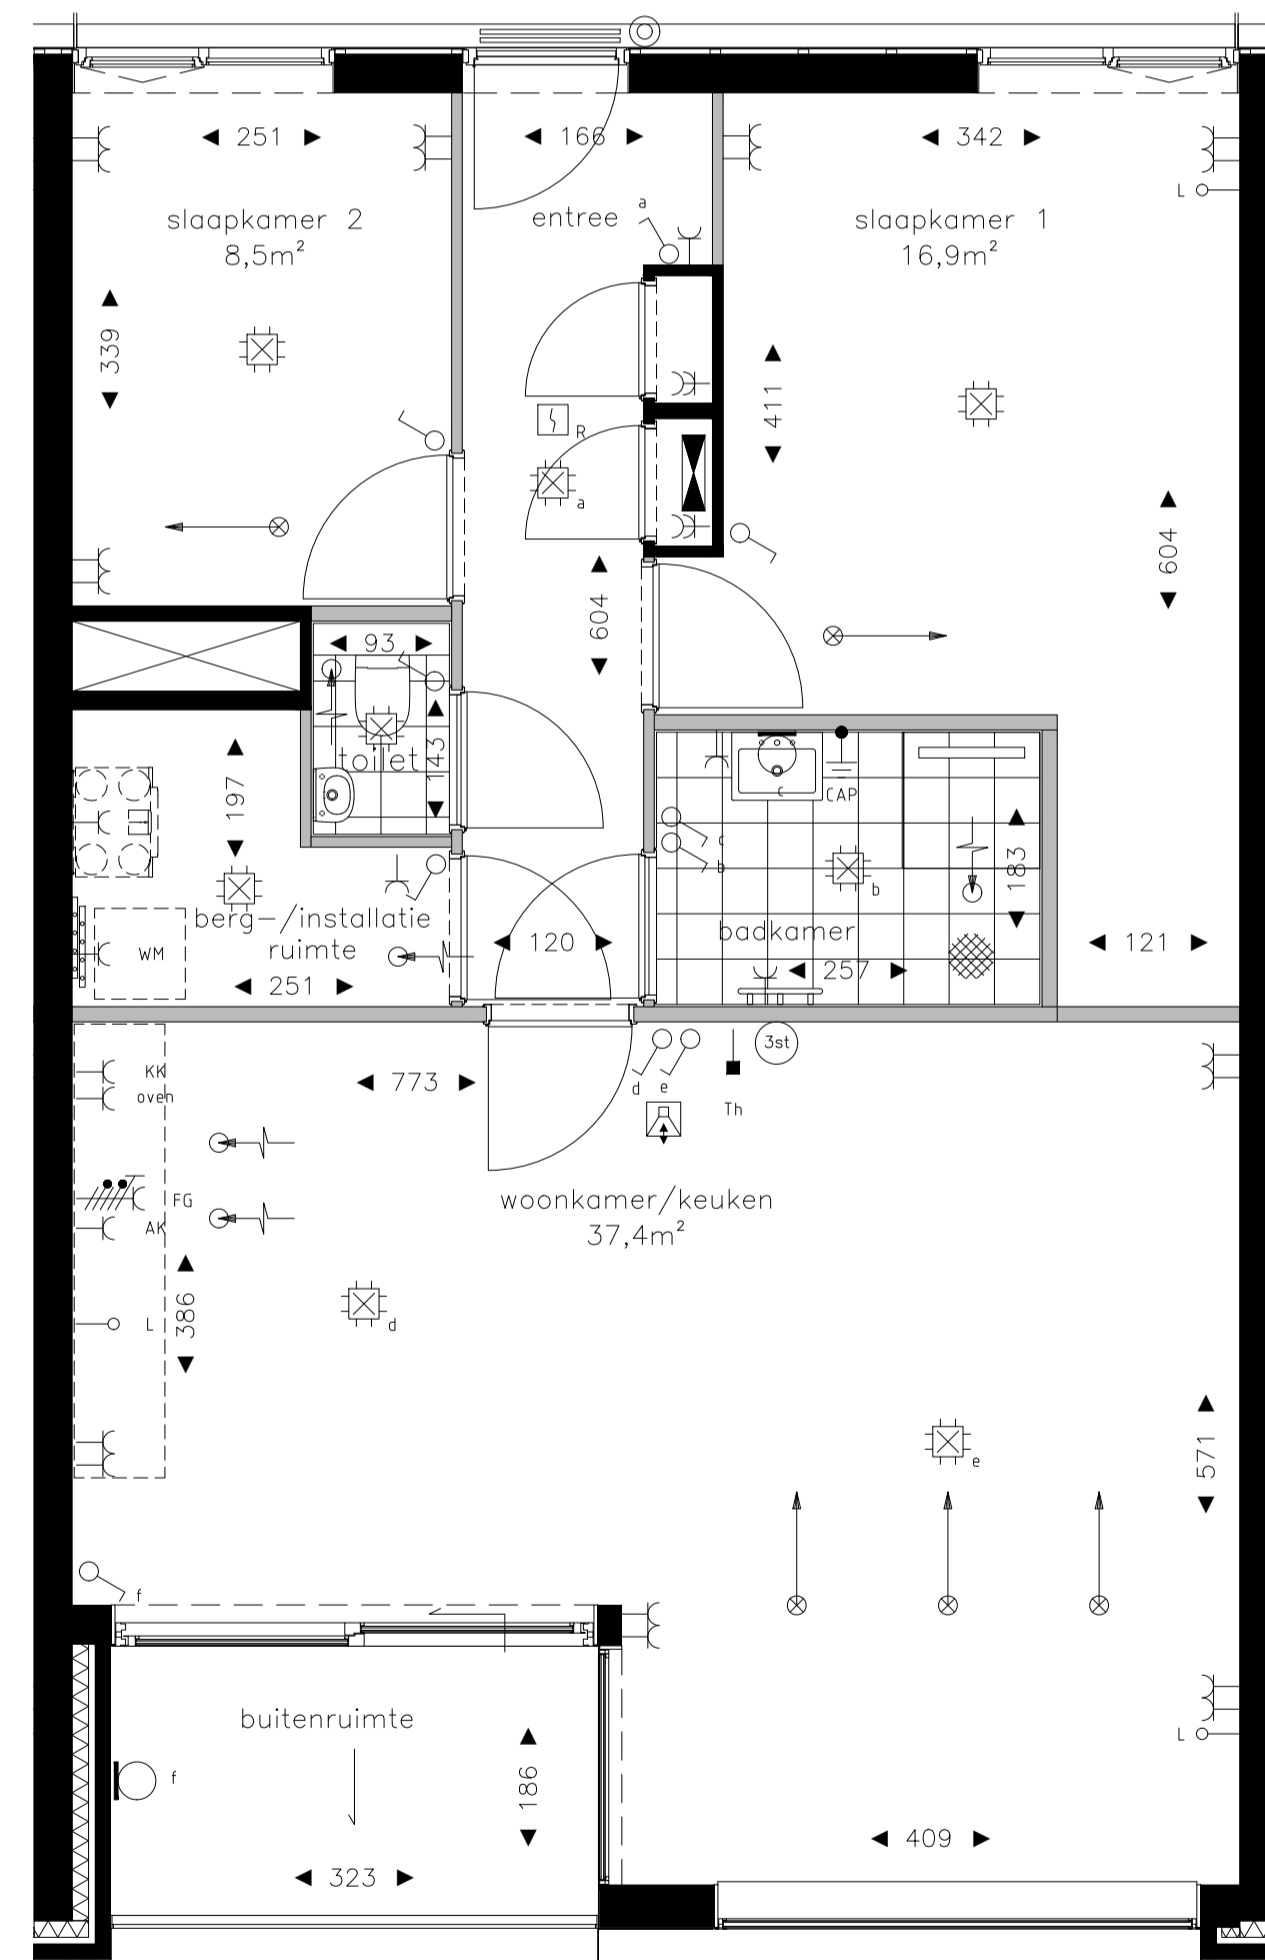 251
166
342
L
slaapkamer 2
8,5m²
entree
a
slaapkamer 1
16,9m²
339
411
R
a
604
604
93
143
toilet
197
c
CAP
c
b
b
183
berg-/installatie
ruimte
WM
251
120
badkamer
257
121
3st
KK
oven
773
d
e
Th
FG
AK
woonkamer/keuken
37,4m²
386
L
d
e
571
f
buitenruimte
L
f
186
323
409